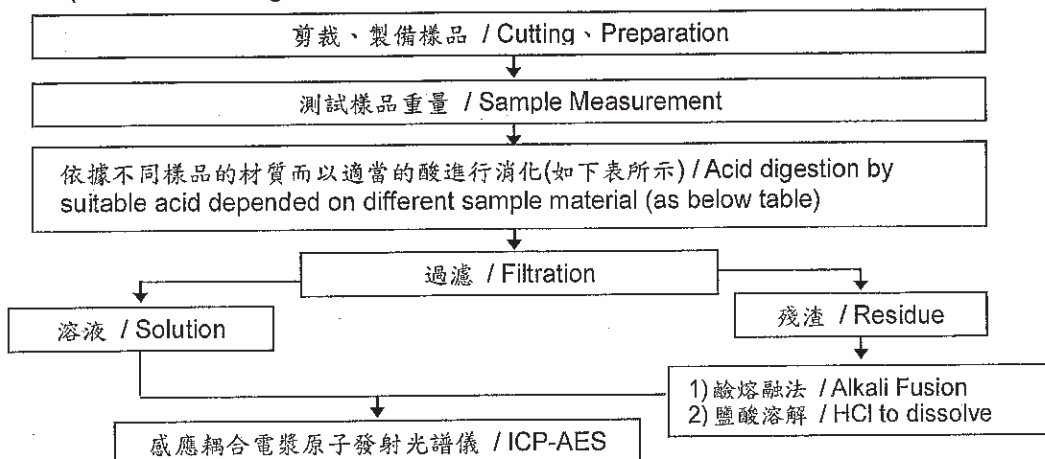 剪裁、製備樣品 / Cutting、Preparation
測試樣品重量 / Sample Measurement
依據不同樣品的材質而以適當的酸進行消化(如下表所示) / Acid digestion by
suitable acid depended on different sample material (as below table)
過濾 / Filtration
溶液 / Solution
殘渣 / Residue
1) 鹼熔融法 / Alkali Fusion
2) 鹽酸溶解 / HCl to dissolve
感應耦合電漿原子發射光譜儀 / ICP-AES